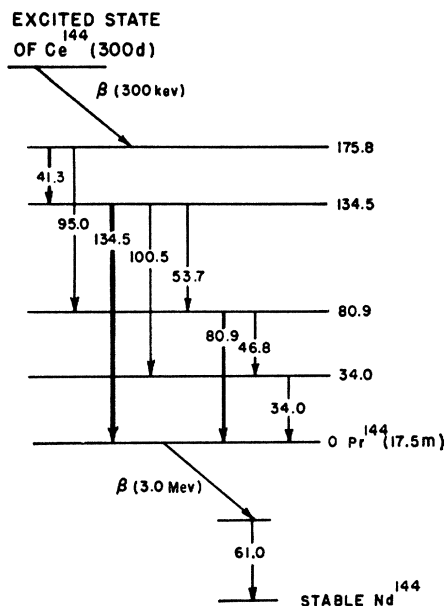 EXCITED STATE
OF Ce¹⁴⁴ (300d)
β (300 kev)
175.8
41.3
134.5
95.0
134.5
100.5
53.7
80.9
80.9
46.8
34.0
34.0
0 Pr¹⁴⁴ (17.5m)
β (3.0 Mev)
61.0
STABLE Nd¹⁴⁴